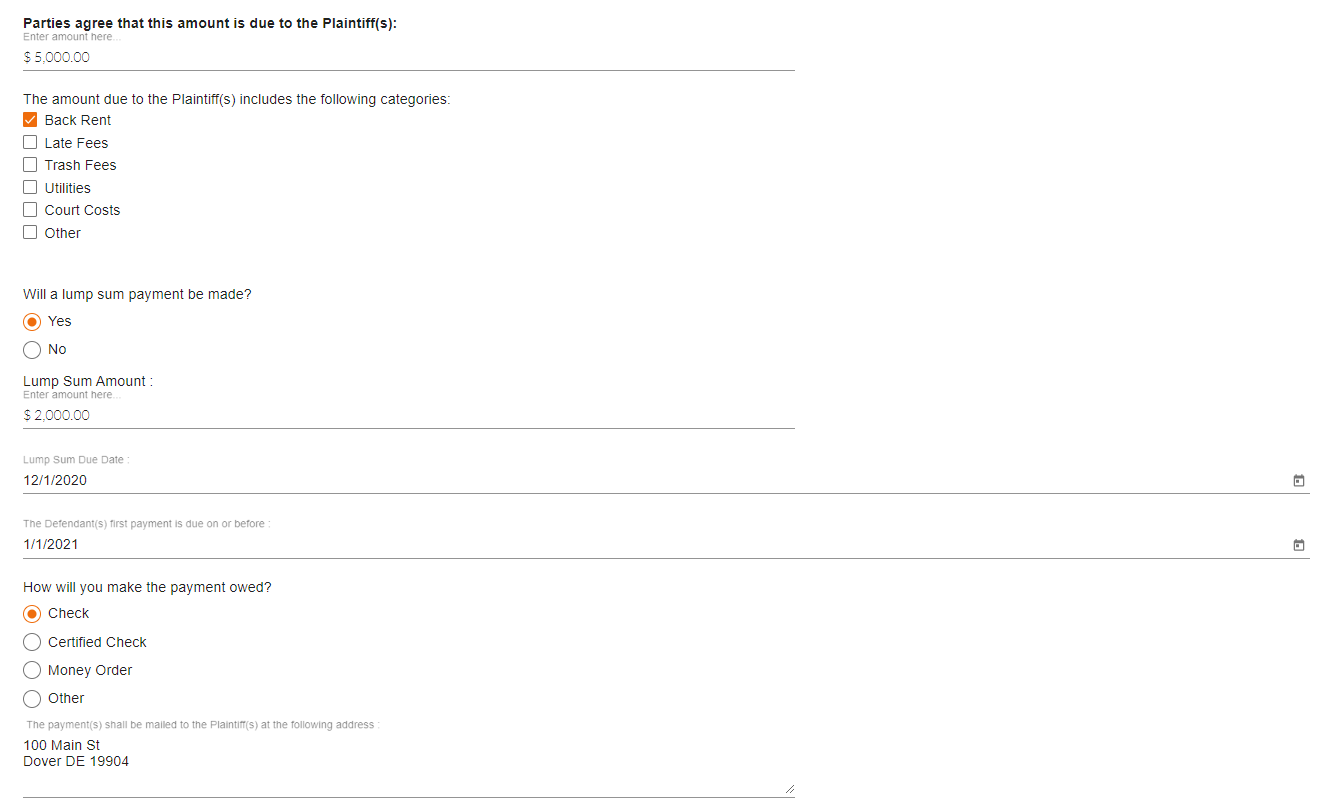 Parties agree that this amount is due to the Plaintiff(s):
Enter amount here...
$ 5,000.00
The amount due to the Plaintiff(s) includes the following categories:
Back Rent
Late Fees
Trash Fees
Utilities
Court Costs
Other
Will a lump sum payment be made?
Yes
No
Lump Sum Amount :
Enter amount here...
$ 2,000.00
Lump Sum Due Date :
12/1/2020
The Defendant(s) first payment is due on or before :
1/1/2021
How will you make the payment owed?
Check
Certified Check
Money Order
Other
The payment(s) shall be mailed to the Plaintiff(s) at the following address :
100 Main St
Dover DE 19904